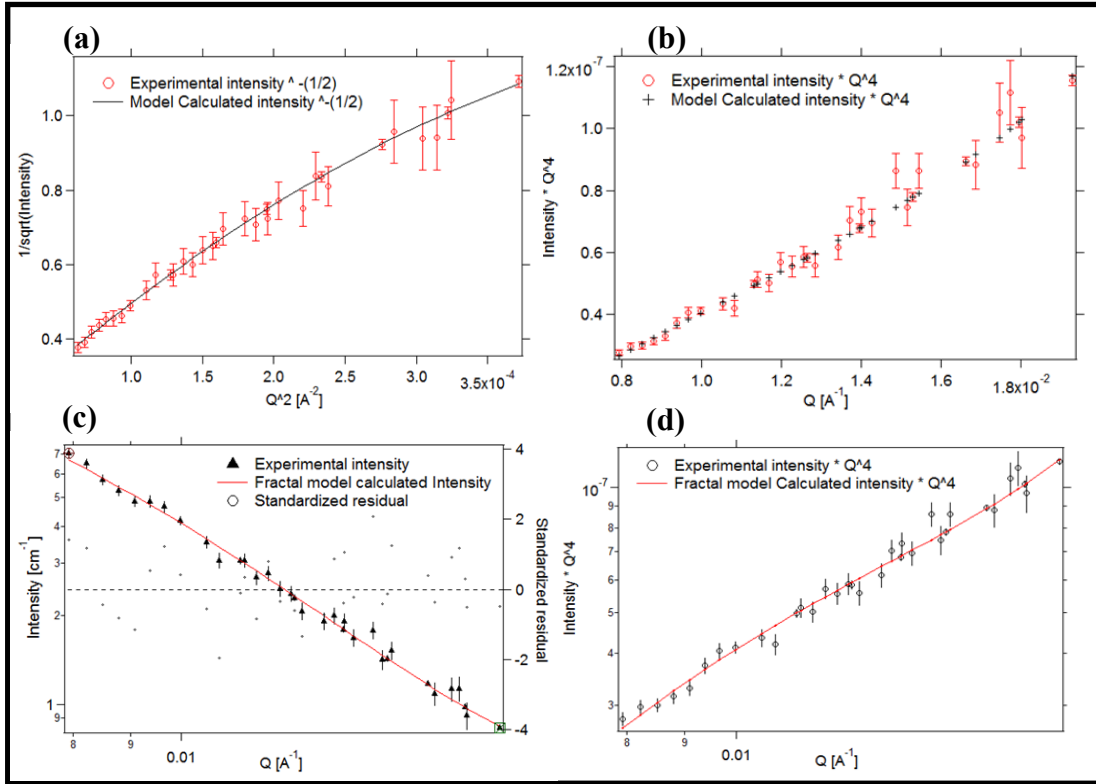 (a)
Experimental intensity ^ -(1/2)
Model Calculated intensity ^-(1/2)
1/sqrt(Intensity)
1.0
0.8
0.6
0.4
1.0
1.5
2.0
2.5
3.0
3.5x10⁻⁴
Q^2 [A⁻²]
(b)
1.2x10⁻⁷
Experimental intensity * Q^4
Model Calculated intensity * Q^4
Intensity * Q^4
1.0
0.8
0.6
0.4
0.8
1.0
1.2
1.4
1.6
1.8x10⁻²
Q [A⁻¹]
(c)
Experimental intensity
Fractal model calculated Intensity
Standardized residual
Intensity [cm⁻¹]
7
6
5
4
3
2
1
9
4
2
0
-2
-4
Standardized residual
8
9
0.01
Q [A⁻¹]
(d)
Experimental intensity * Q^4
Fractal model Calculated intensity * Q^4
Intensity * Q^4
10⁻⁷
8
7
6
5
4
3
8
9
0.01
Q [A⁻¹]